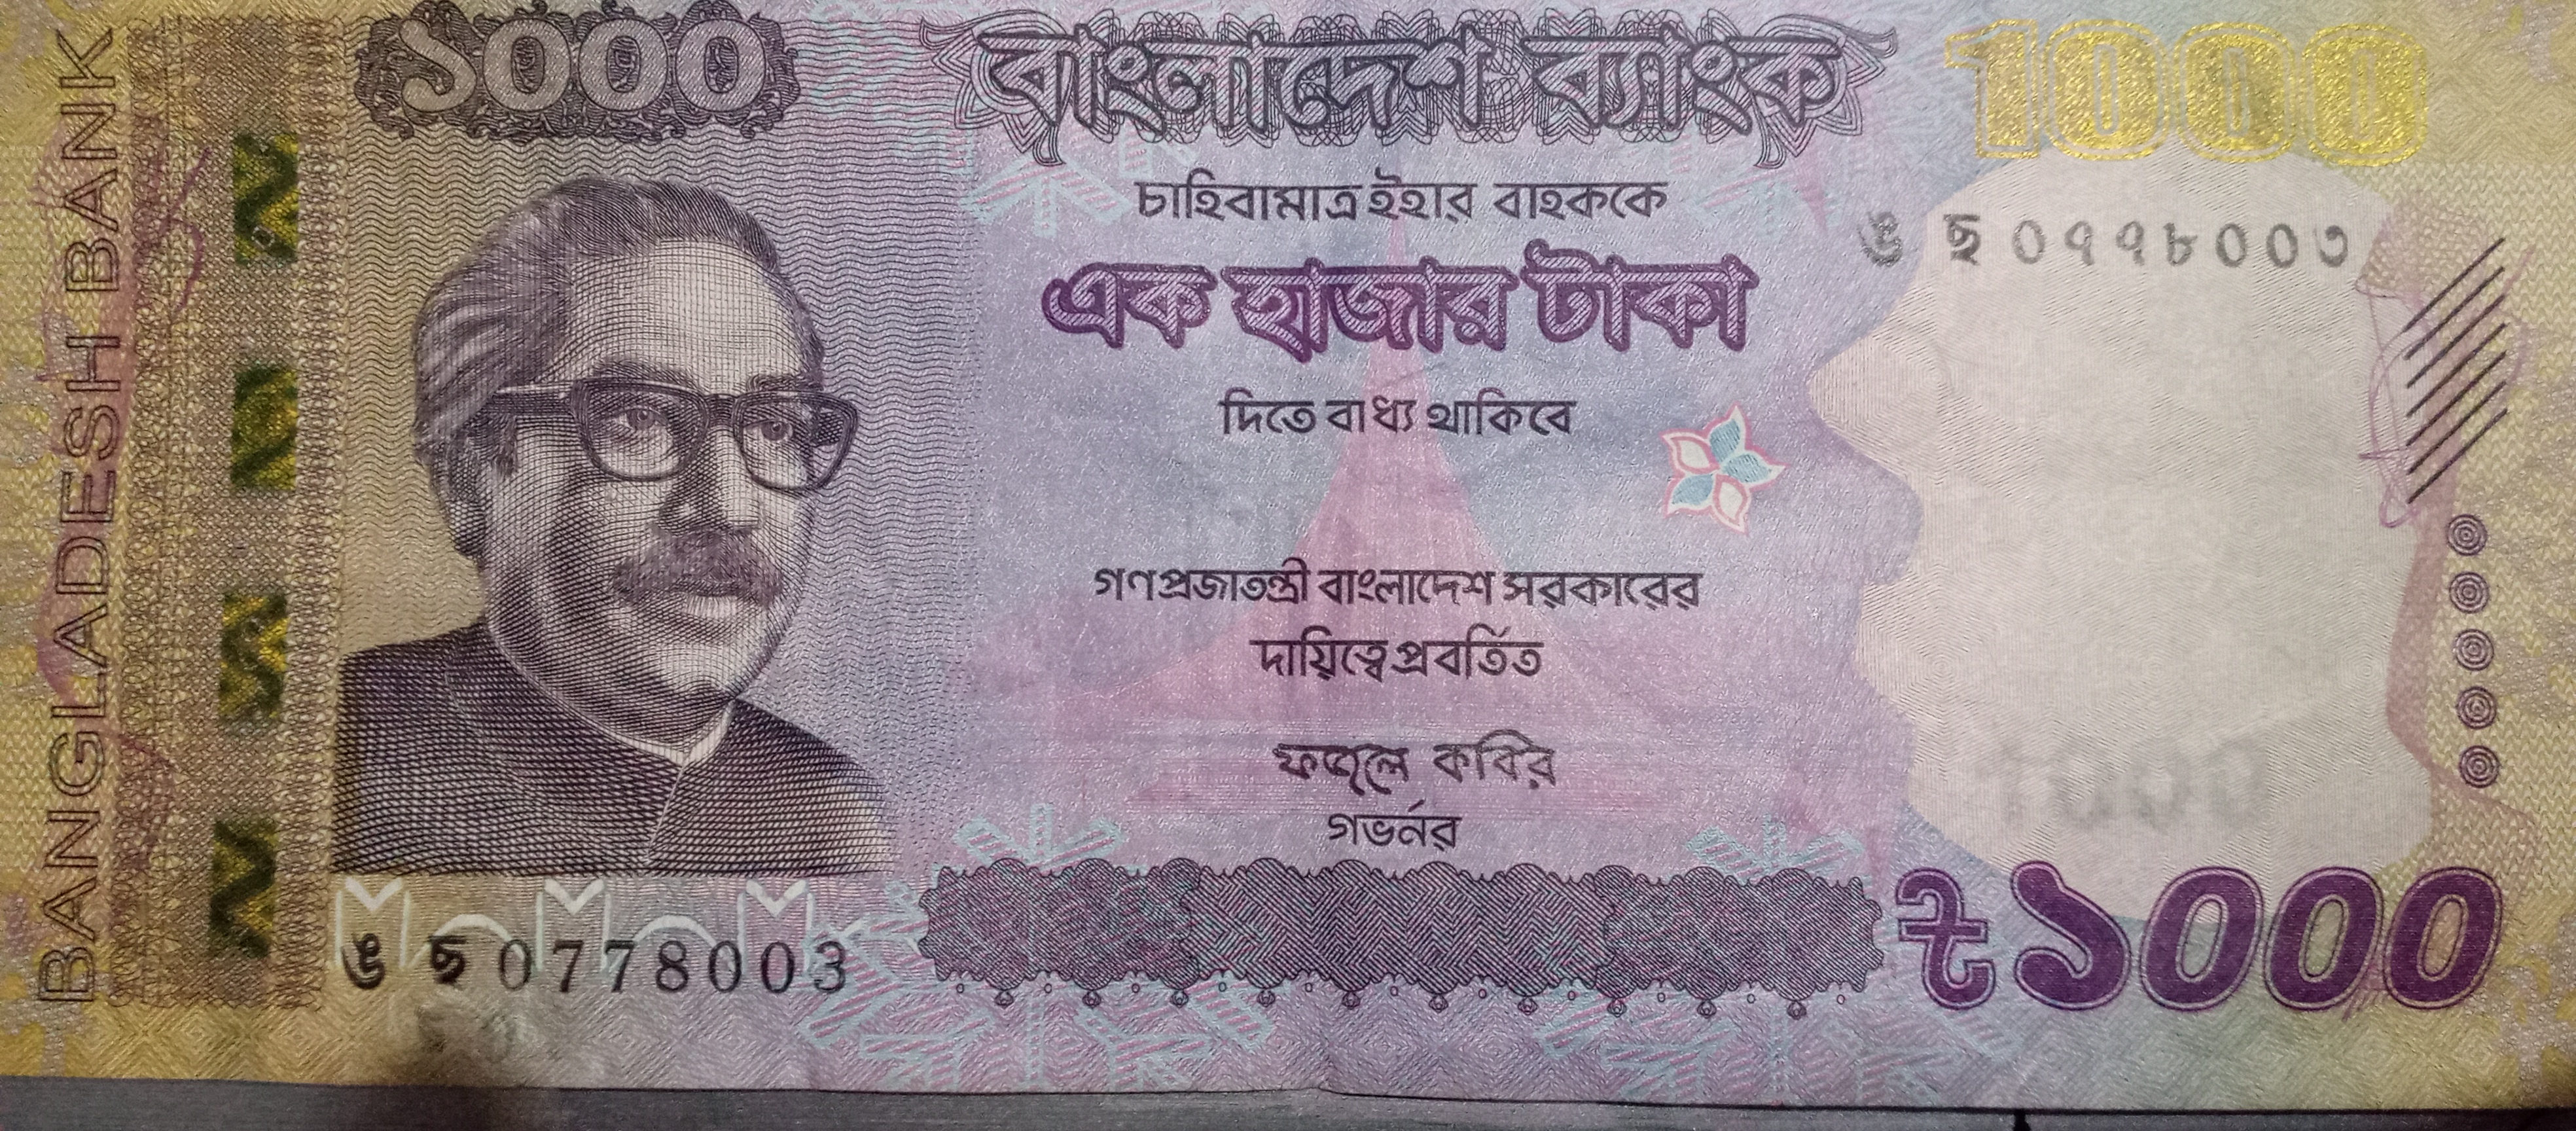 BANGLADESH BANK
১০০০
বাংলাদেশ ব্যাংক
1000
চাহিবামাত্র ইহার বাহককে
ঙ ছ ০৭৭৮০০৩
এক হাজার টাকা
দিতে বাধ্য থাকিবে
গণপ্রজাতন্ত্রী বাংলাদেশ সরকারের
দায়িত্বে প্রবর্তিত
ফজলে কবির
গভর্নর
1000
ঙ ছ 0778003
৳১০০০